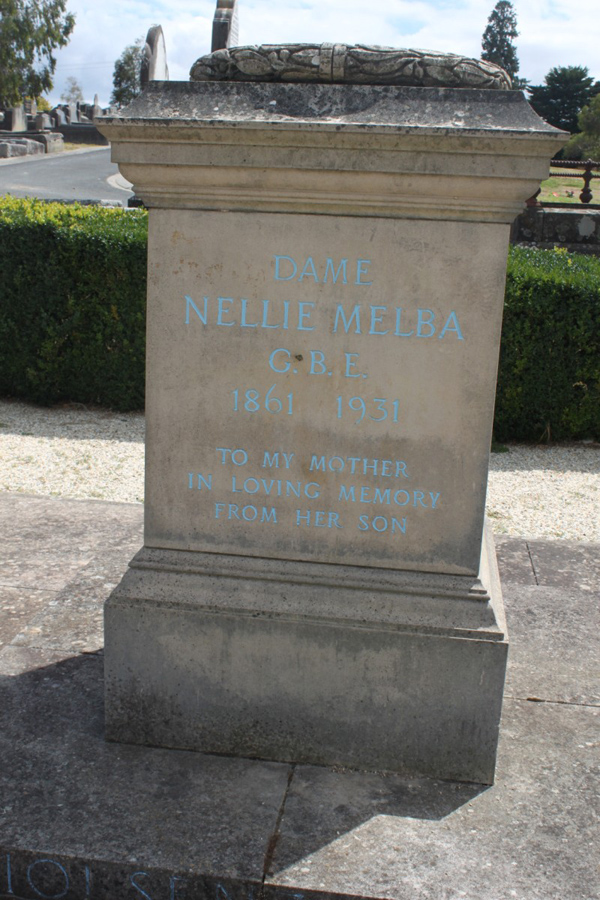 DAME
NELLIE MELBA
G. B. E.
1861 1931
TO MY MOTHER
IN LOVING MEMORY
FROM HER SON